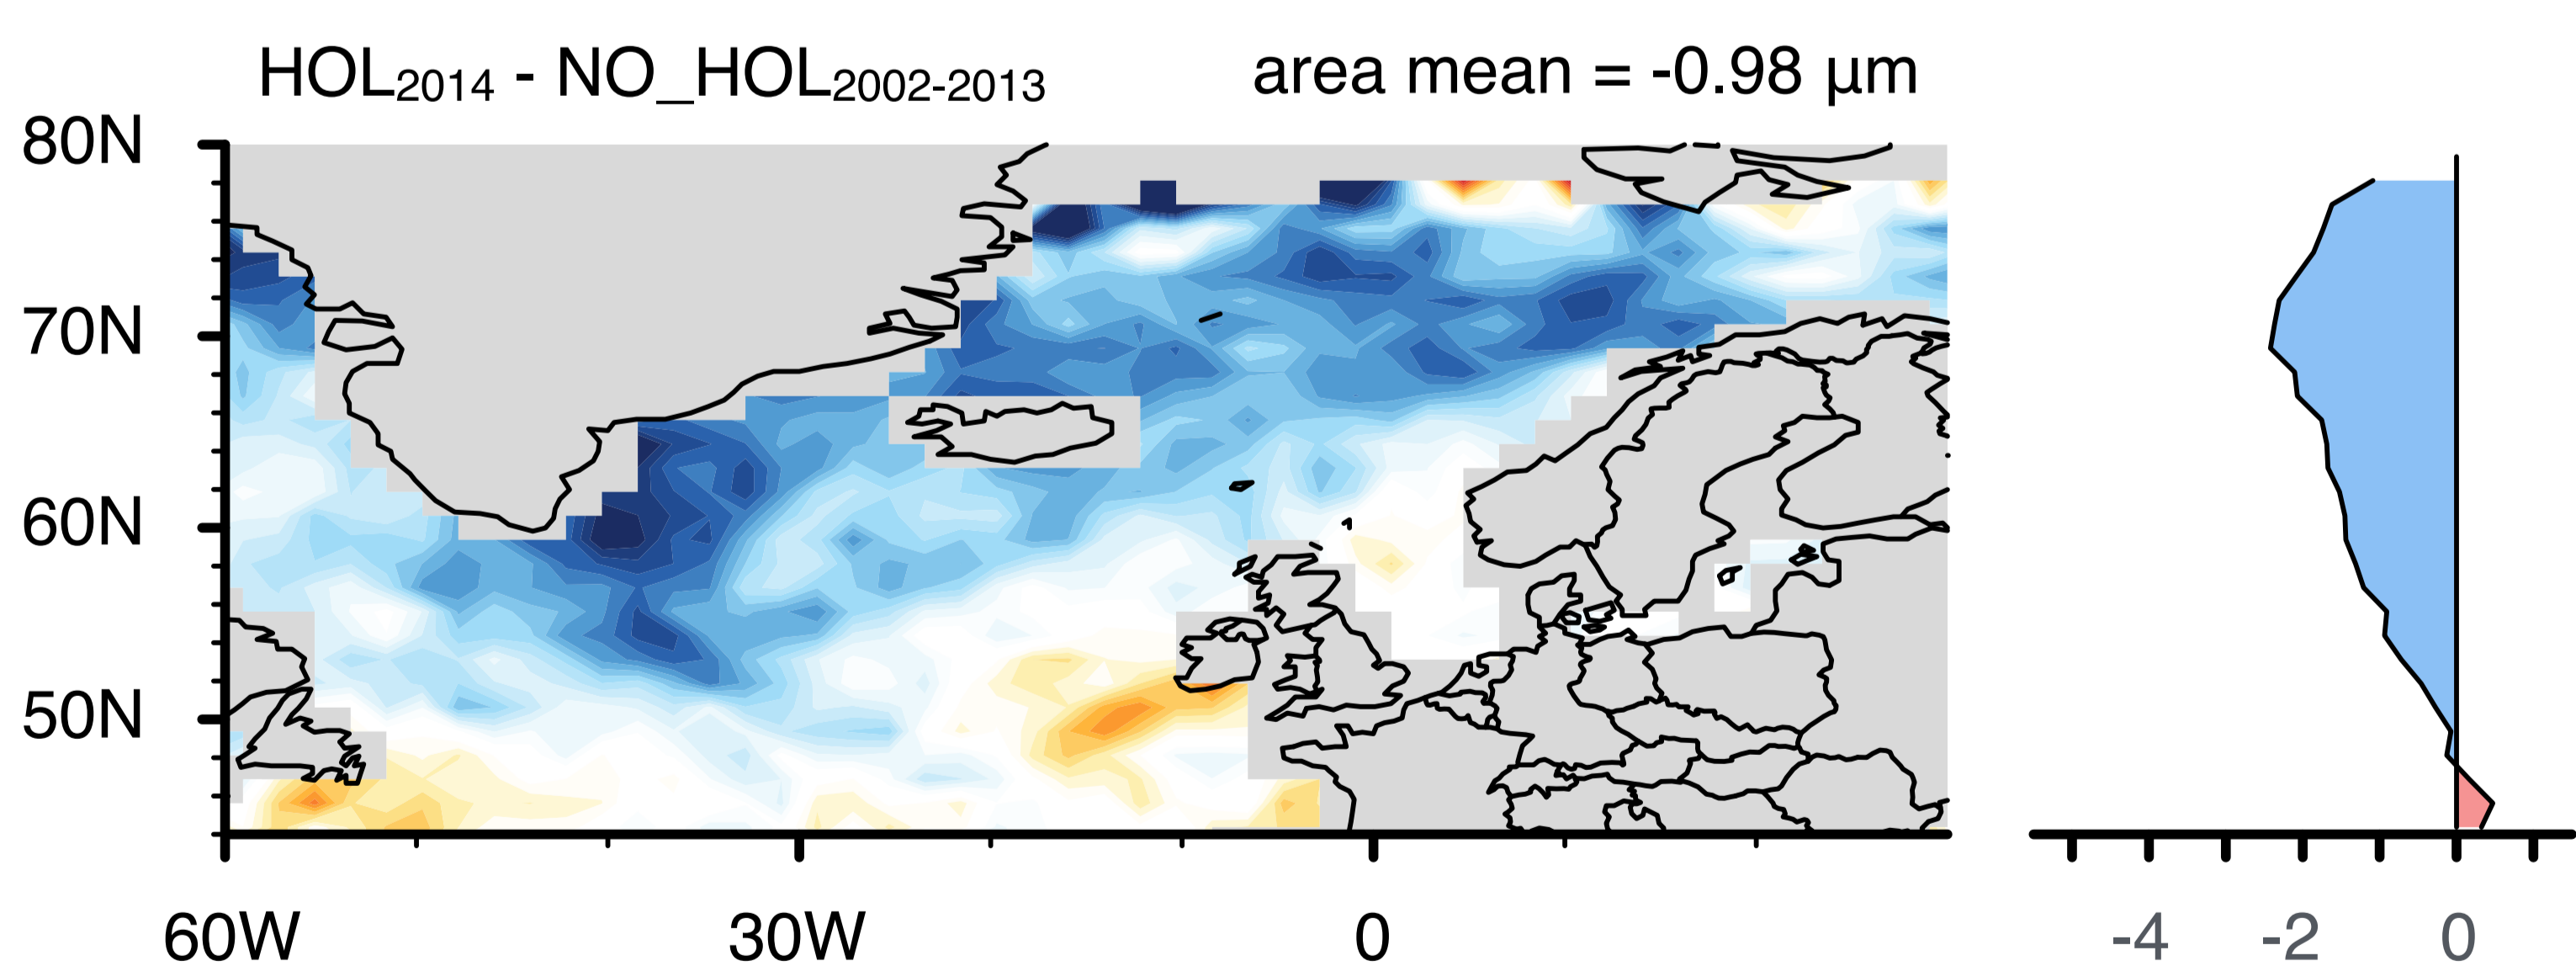 HOL2014 - NO_HOL2002-2013 area mean = -0.98 µm
80N
70N
60N
50N
60W 30W 0 -4 -2 0